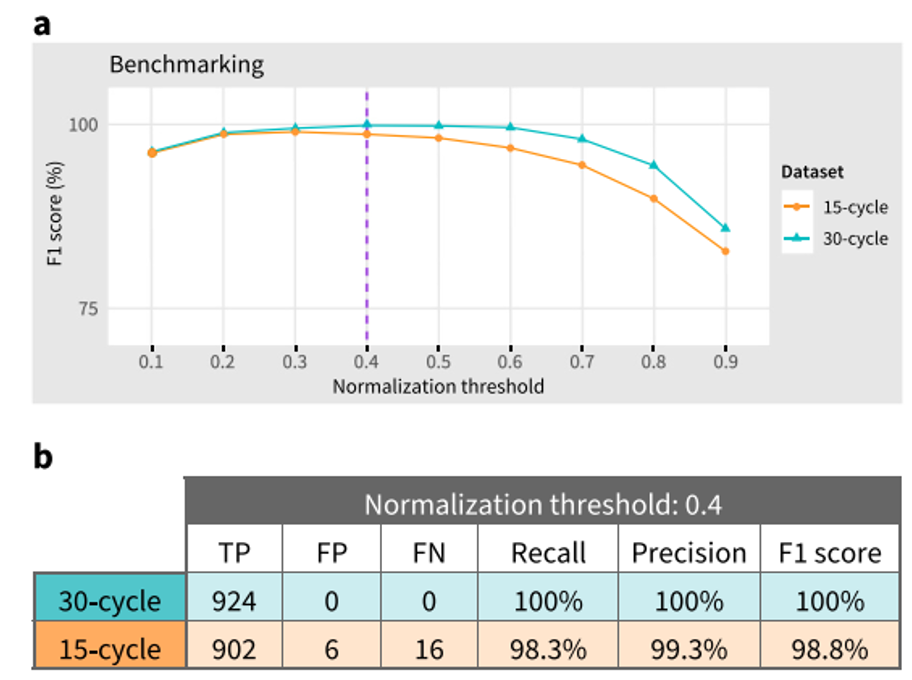 a
Benchmarking
100
75
F1 score (%)
0.1 0.2 0.3 0.4 0.5 0.6 0.7 0.8 0.9
Normalization threshold
Dataset
15-cycle
30-cycle
b
Normalization threshold: 0.4
TP FP FN Recall Precision F1 score
30-cycle 924 0 0 100% 100% 100%
15-cycle 902 6 16 98.3% 99.3% 98.8%